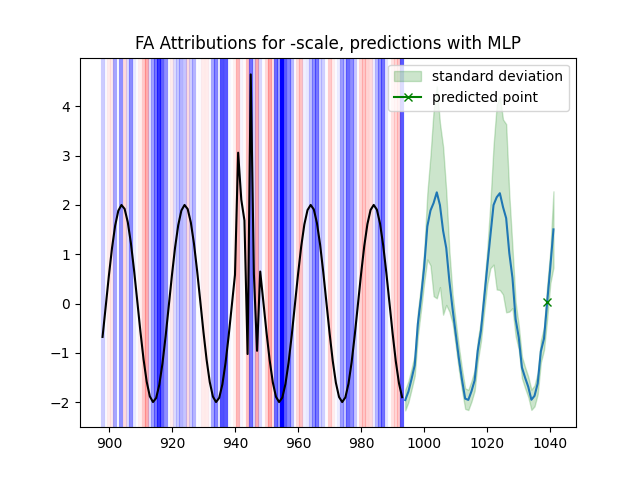 FA Attributions for -scale, predictions with MLP
standard deviation
predicted point
4
3
2
1
0
−1
−2
900 920 940 960 980 1000 1020 1040